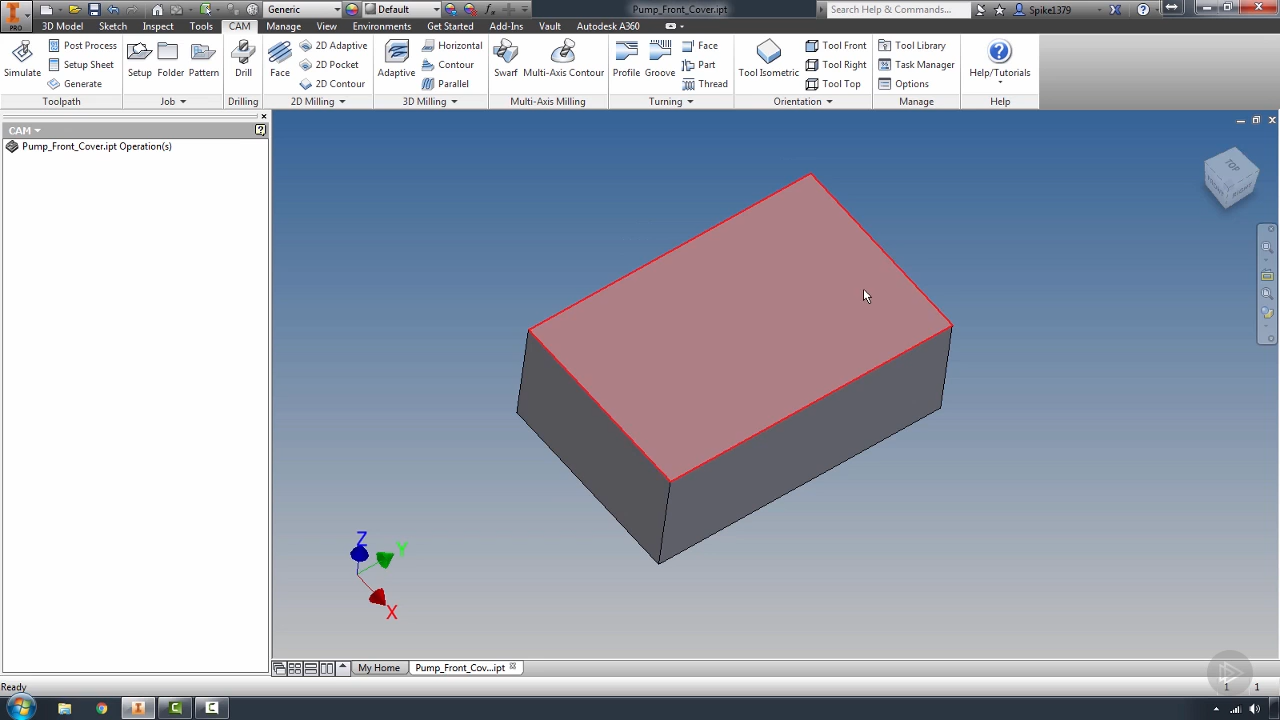 Generic
Default
Pump_Front_Cover.ipt
Search Help & Commands...
Spike1379
PRO
3D Model Sketch Inspect Tools CAM Manage View Environments Get Started Add-Ins Vault Autodesk A360
Simulate
Post Process
Setup Sheet
Generate
Setup Folder Pattern
Drill
Face
2D Adaptive
2D Pocket
2D Contour
Adaptive
Horizontal
Contour
Parallel
Swarf Multi-Axis Contour
Profile Groove
Face
Part
Thread
Tool Isometric
Tool Front
Tool Right
Tool Top
Tool Library
Task Manager
Options
Help/Tutorials
Toolpath Job Drilling 2D Milling 3D Milling Multi-Axis Milling Turning Orientation Manage Help
CAM
Pump_Front_Cover.ipt Operation(s)
TOP
Z
Y
X
My Home Pump_Front_Cov...ipt
Ready
1 1